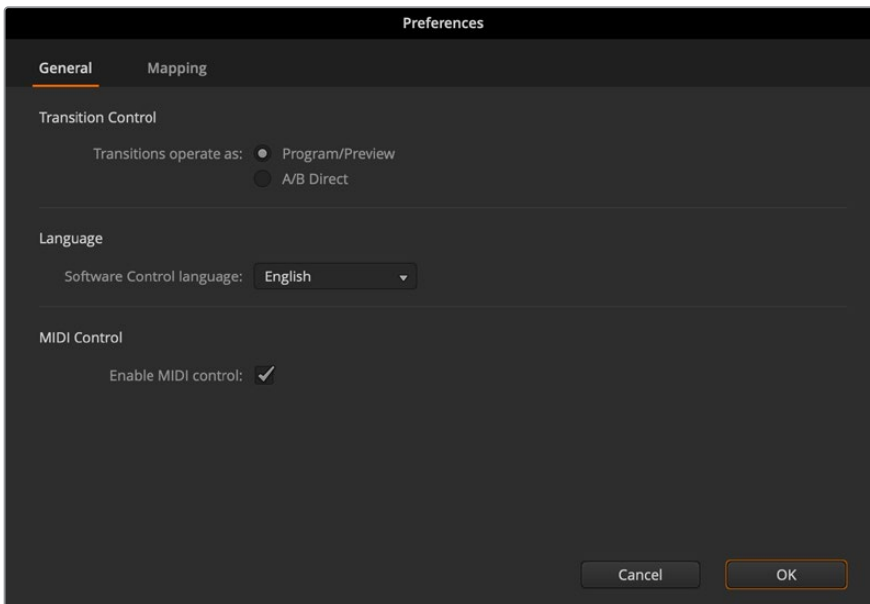 Preferences
General Mapping
Transition Control
Transitions operate as: Program/Preview
A/B Direct
Language
Software Control language: English
MIDI Control
Enable MIDI control:
Cancel OK